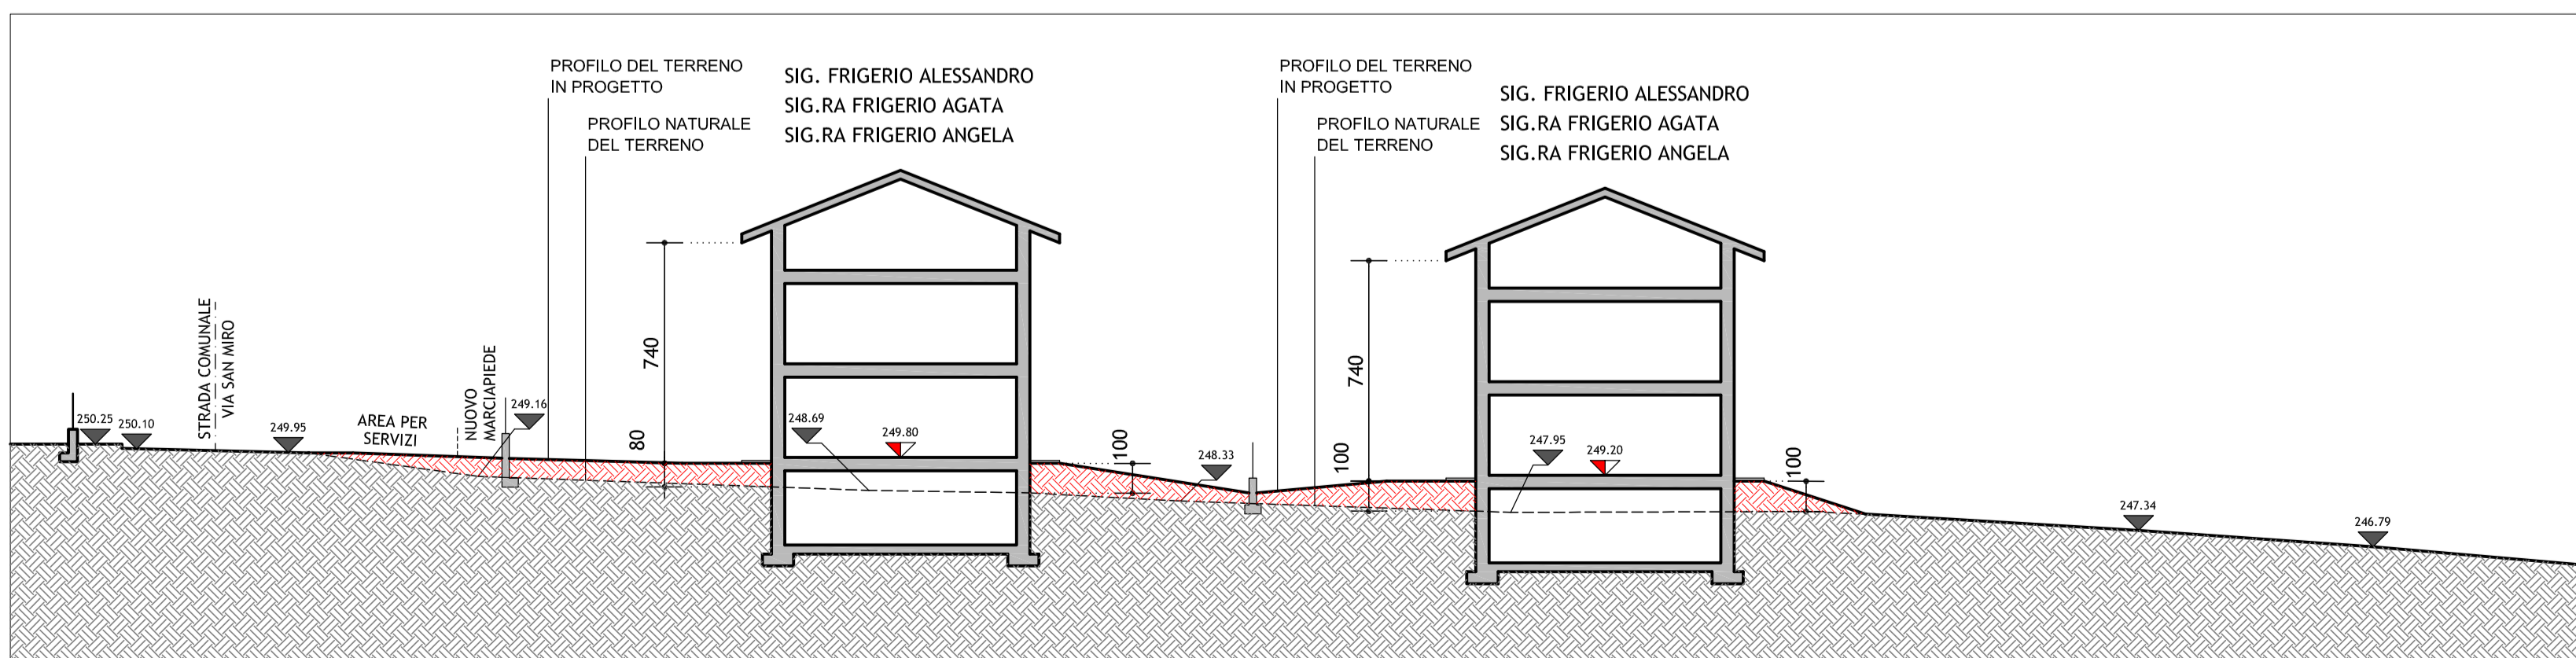 PROFILO DEL TERRENO
IN PROGETTO
PROFILO NATURALE
DEL TERRENO
SIG. FRIGERIO ALESSANDRO
SIG.RA FRIGERIO AGATA
SIG.RA FRIGERIO ANGELA
PROFILO DEL TERRENO
IN PROGETTO
PROFILO NATURALE
DEL TERRENO
SIG. FRIGERIO ALESSANDRO
SIG.RA FRIGERIO AGATA
SIG.RA FRIGERIO ANGELA
250.25
250.10
STRADA COMUNALE
VIA SAN MIRO
249.95
AREA PER
SERVIZI
NUOVO
MARCIAPIEDE
249.16
740
80
248.69
249.80
100
248.33
740
100
247.95
249.20
100
247.34
246.79